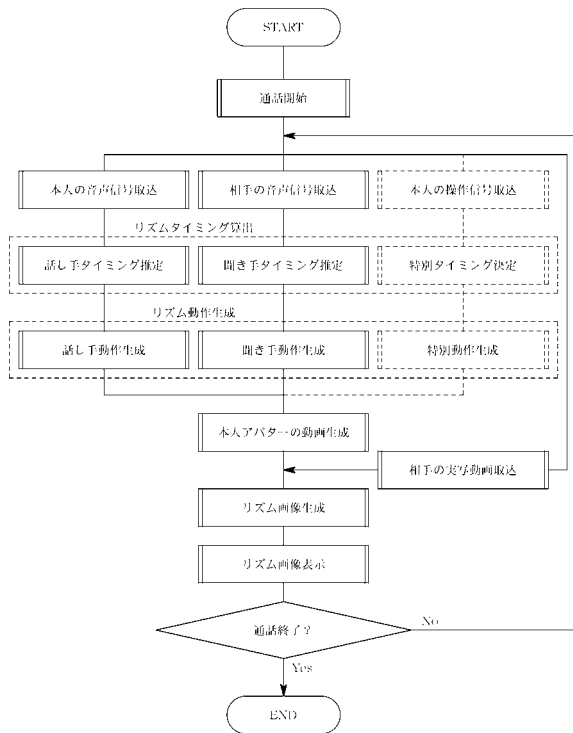 START
通話開始
本人の音声信号取込
相手の音声信号取込
本人の操作信号取込
リズムタイミング算出
話し手タイミング推定
聞き手タイミング推定
特別タイミング決定
リズム動作生成
話し手動作生成
聞き手動作生成
特別動作生成
本人アバターの動画生成
相手の実写動画取込
リズム画像生成
リズム画像表示
通話終了?
No
Yes
END